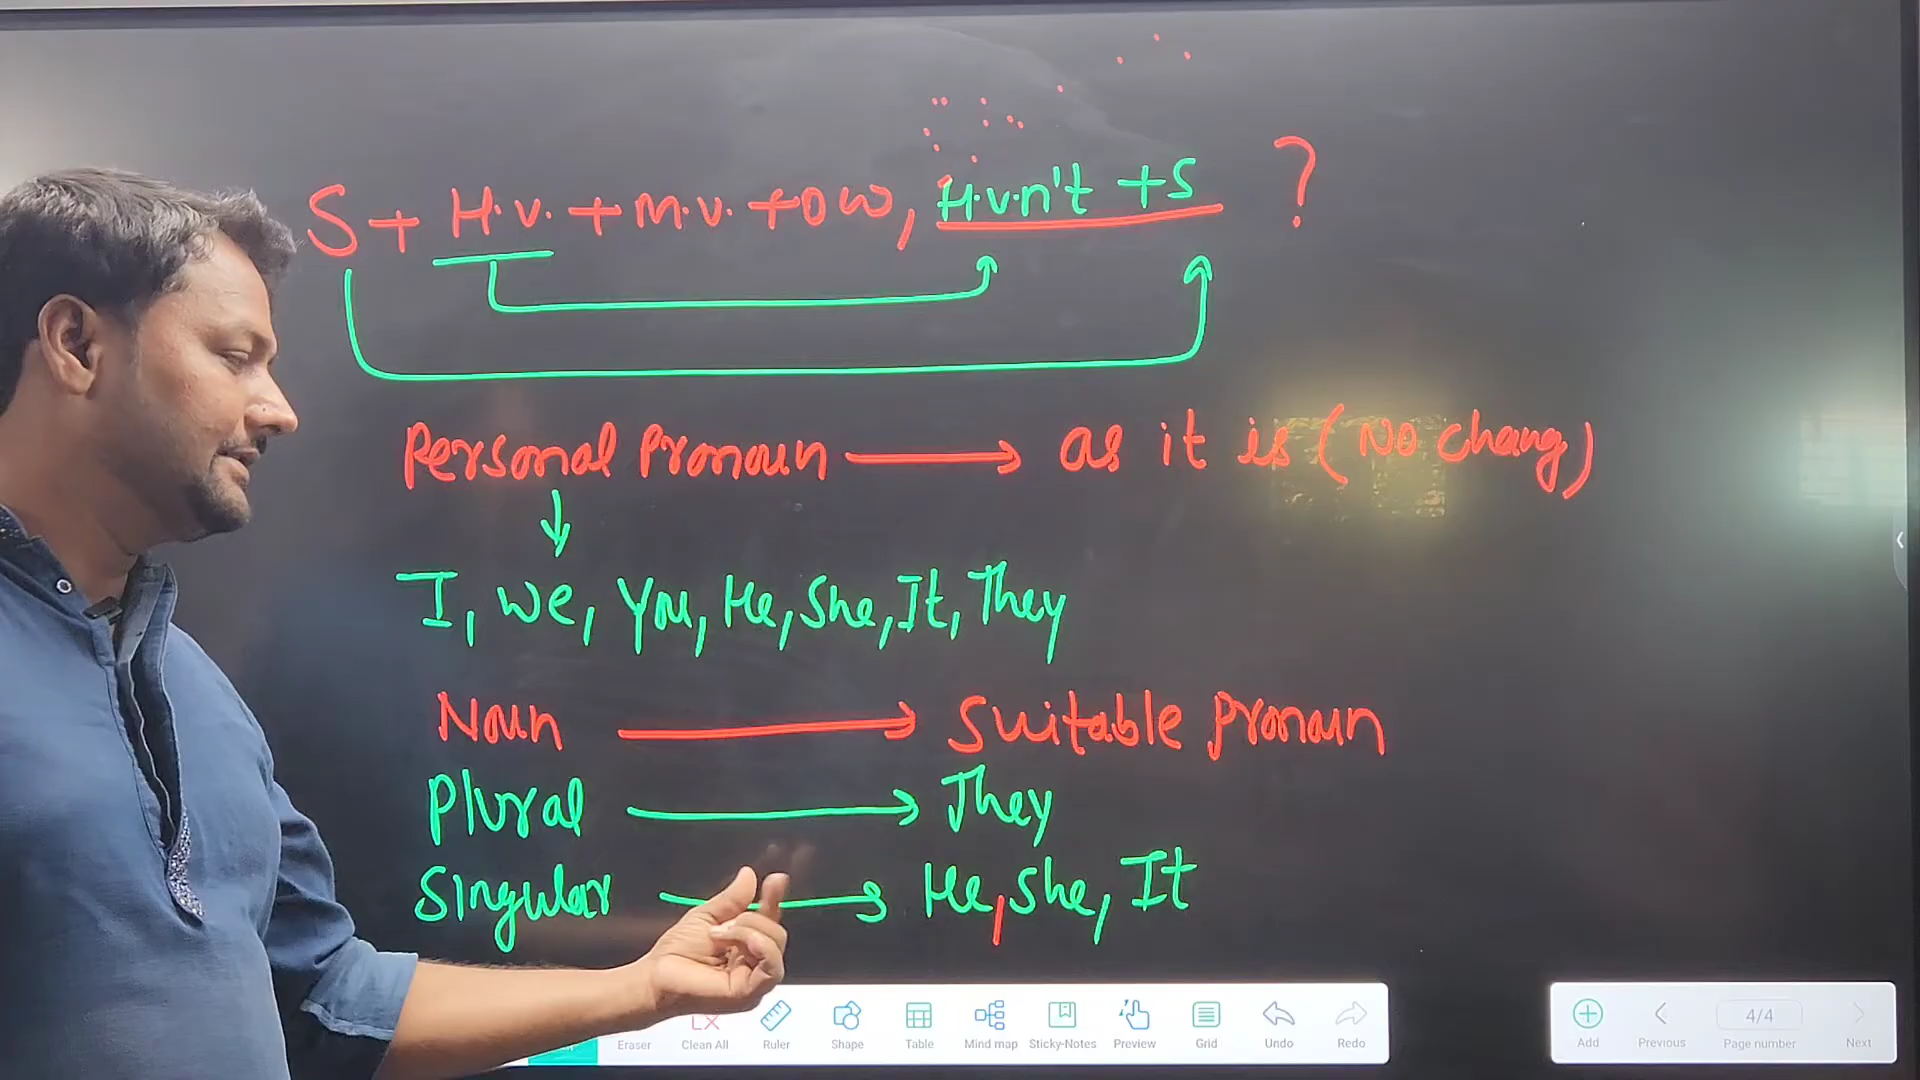 S + H.v. + m.v. + O W, H.v.n't + S ?
Personal Pronoun → as it is (No Chang)
↓
I, we, You, He, She, It, They
Noun → Suitable Pronoun
Plural → They
Singular → He, She, It
Eraser Clean All Ruler Shape Table Mind map Sticky-Notes Preview Grid Undo Redo
Add Previous 4/4 Page number Next